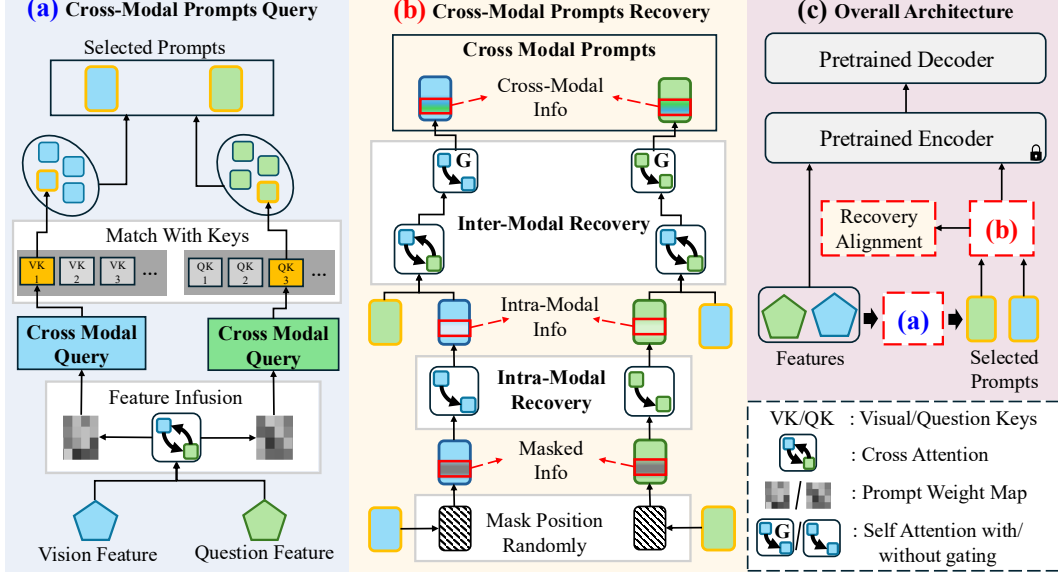 (a) Cross-Modal Prompts Query
Selected Prompts
Match With Keys
VK
1
VK
2
VK
3
...
QK
1
QK
2
QK
3
...
Cross Modal
Query
Cross Modal
Query
Feature Infusion
Vision Feature
Question Feature
(b) Cross-Modal Prompts Recovery
Cross Modal Prompts
Cross-Modal
Info
G
G
Inter-Modal Recovery
Intra-Modal
Info
Intra-Modal
Recovery
Masked
Info
Mask Position
Randomly
(c) Overall Architecture
Pretrained Decoder
Pretrained Encoder
Recovery
Alignment
(b)
(a)
Features
Selected
Prompts
VK/QK : Visual/Question Keys
: Cross Attention
/ : Prompt Weight Map
G / : Self Attention with/
without gating